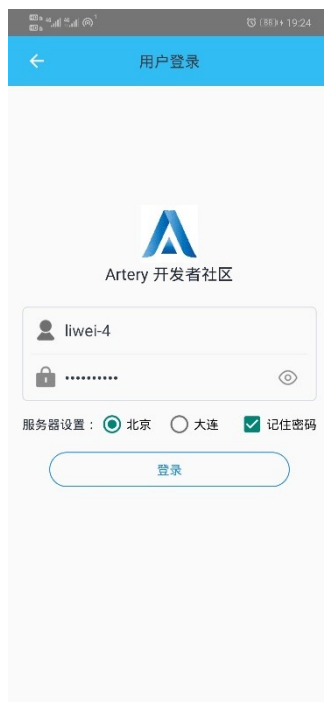 88 19:24
用户登录
Artery 开发者社区
liwei-4
••••••••••
服务器设置： 北京 大连 记住密码
登录